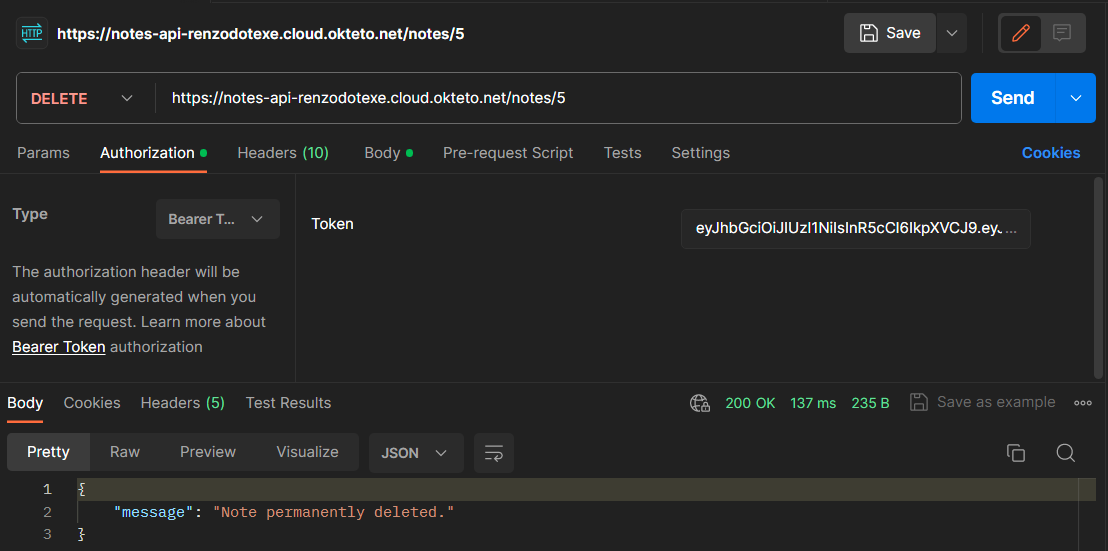 HTTP https://notes-api-renzodotexe.cloud.okteto.net/notes/5 Save
DELETE https://notes-api-renzodotexe.cloud.okteto.net/notes/5 Send
Params Authorization Headers (10) Body Pre-request Script Tests Settings Cookies
Type Bearer T...
Token eyJhbGciOiJIUzI1NiIsInR5cCI6IkpXVCJ9.eyJ...
The authorization header will be
automatically generated when you
send the request. Learn more about
Bearer Token authorization
Body Cookies Headers (5) Test Results 200 OK 137 ms 235 B Save as example
Pretty Raw Preview Visualize JSON
1 {
2 "message": "Note permanently deleted."
3 }